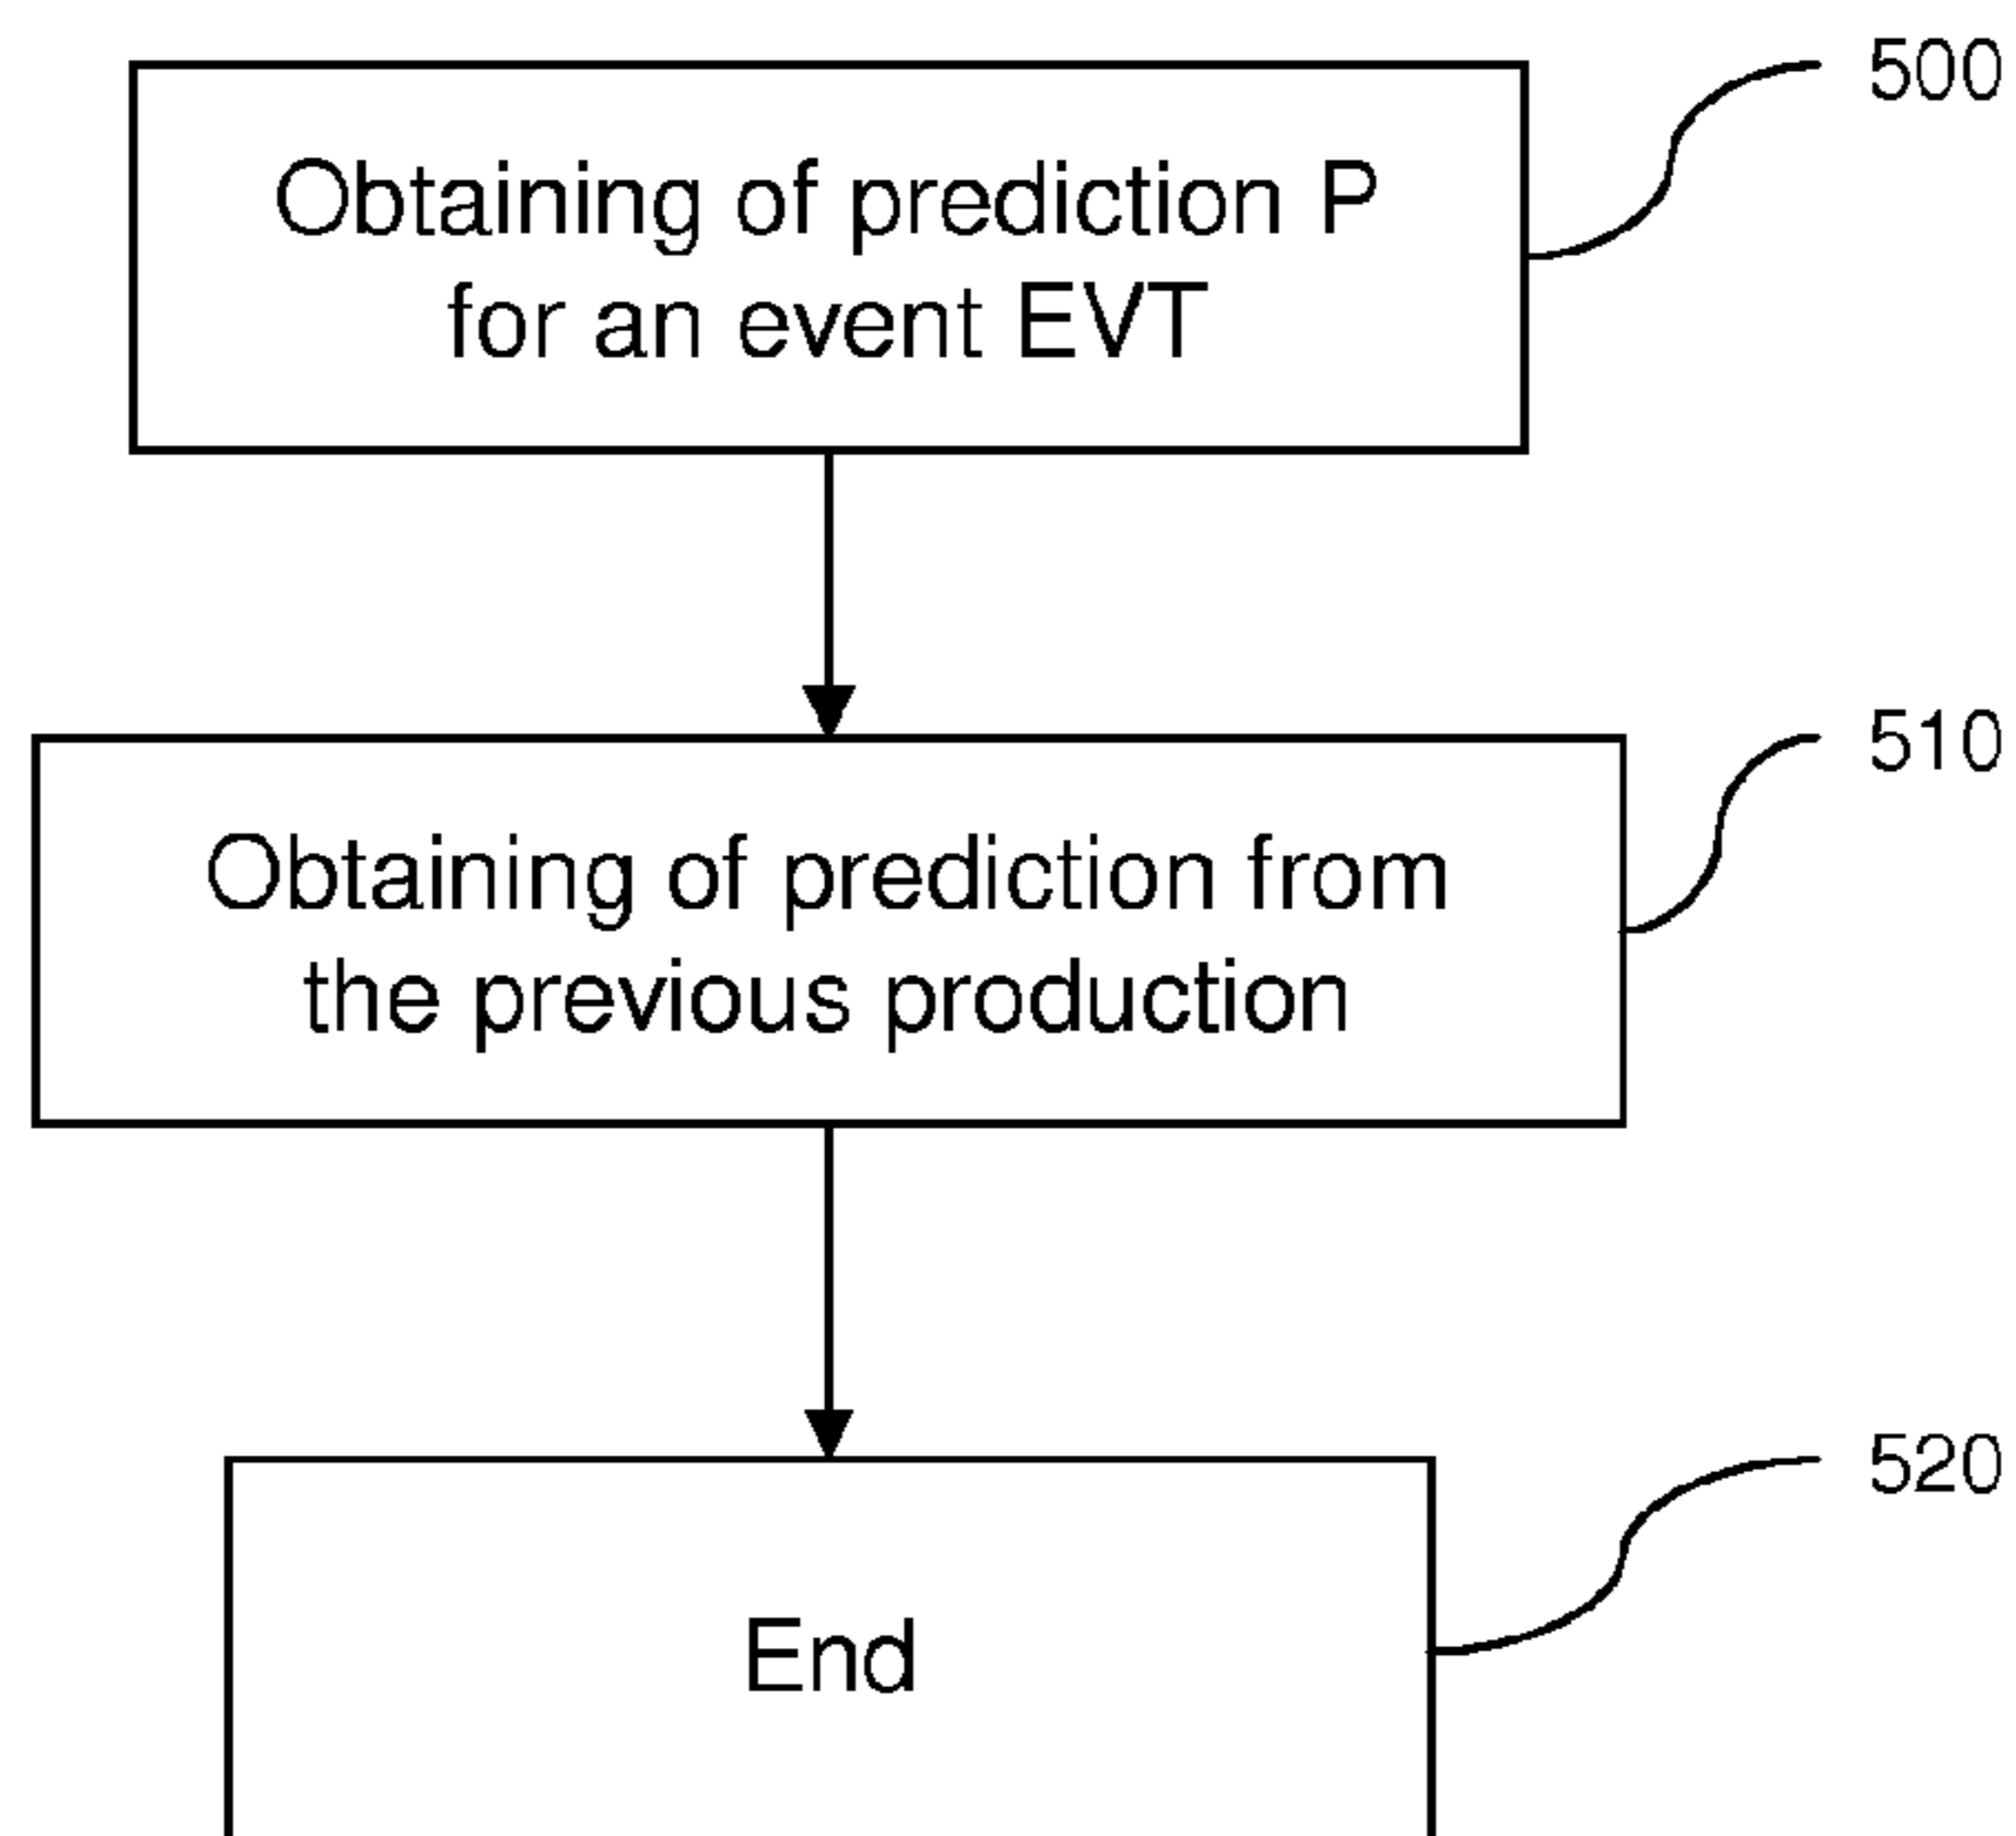 500
Obtaining of prediction P
for an event EVT
510
Obtaining of prediction from
the previous production
520
End